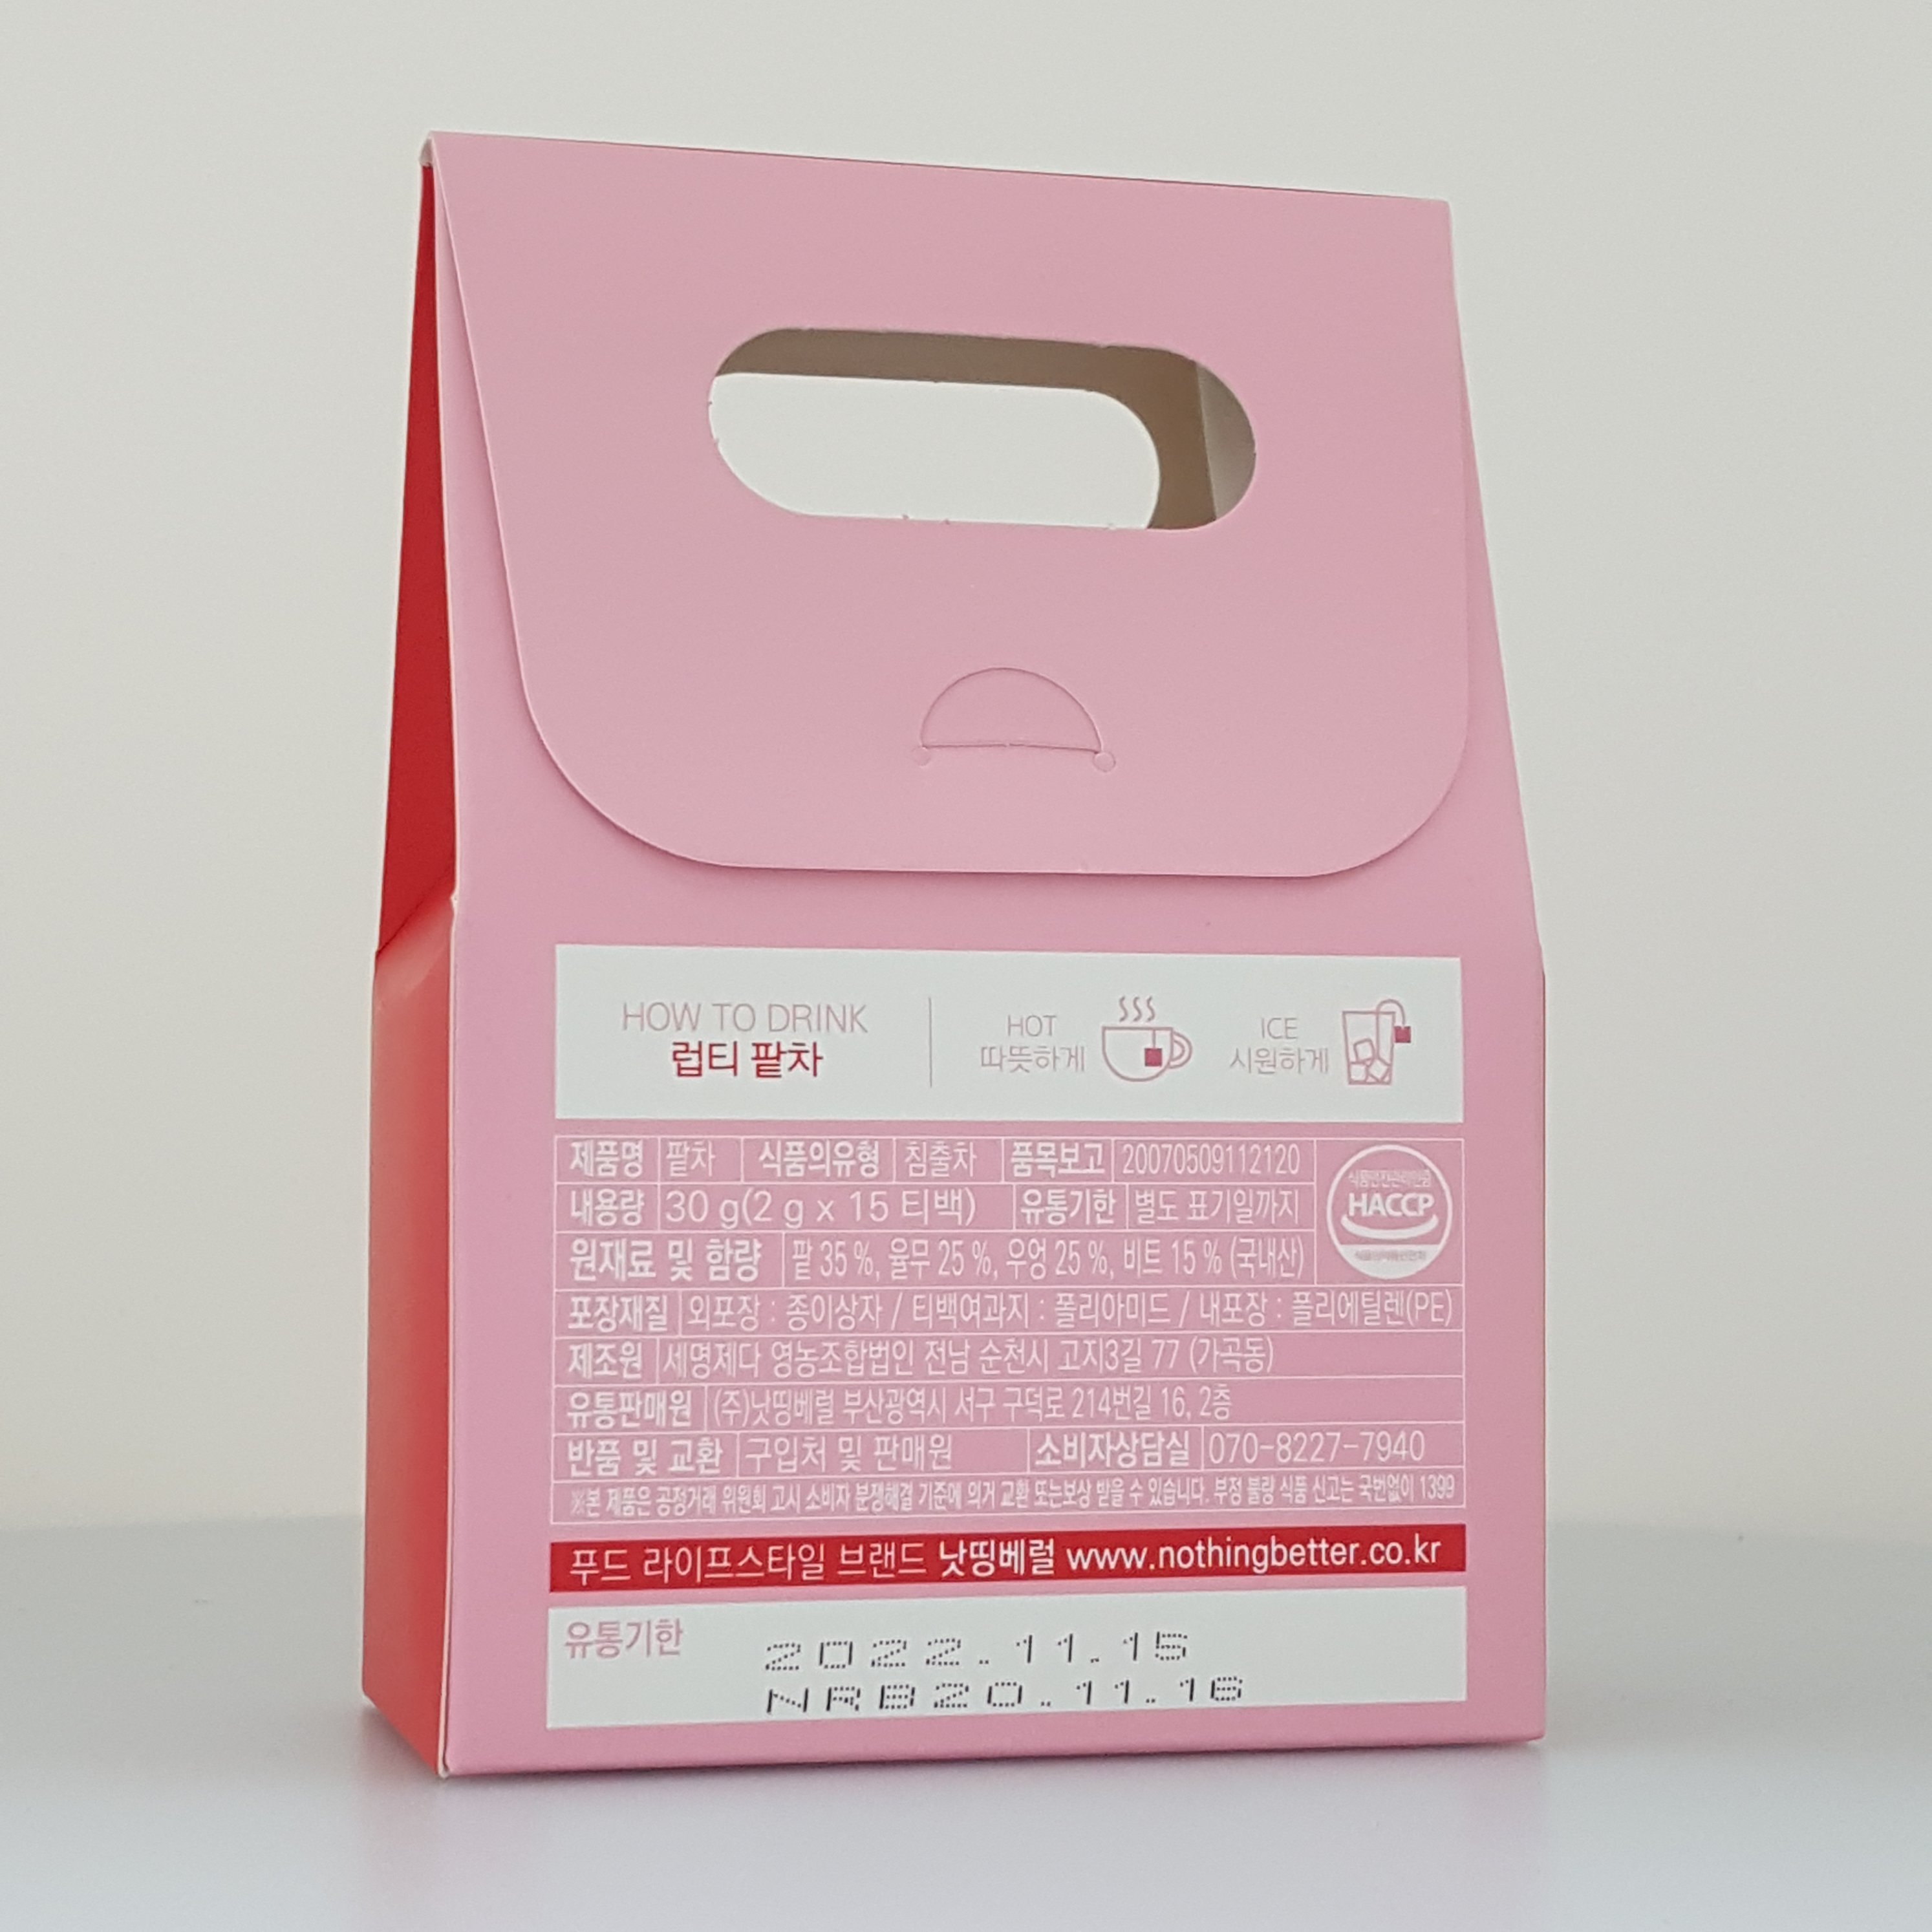 HOW TO DRINK
럽티 팥차
HOT
따뜻하게
ICE
시원하게
제품명 팥차 식품의유형 침출차 품목보고 20070509112120
내용량 30 g(2 g x 15 티백) 유통기한 별도 표기일까지
원재료 및 함량 팥 35 %, 율무 25 %, 우엉 25 %, 비트 15 % (국내산)
식품안전관리인증
HACCP
포장재질 외포장 : 종이상자 / 티백여과지 : 폴리아미드 / 내포장 : 폴리에틸렌(PE)
제조원 세명제다 영농조합법인 전남 순천시 고지3길 77 (가곡동)
유통판매원 (주)낫띵베럴 부산광역시 서구 구덕로 214번길 16, 2층
반품 및 교환 구입처 및 판매원 소비자상담실 070-8227-7940
※본 제품은 공정거래 위원회 고시 소비자 분쟁해결 기준에 의거 교환 또는보상 받을 수 있습니다. 부정 불량 식품 신고는 국번없이 1399
푸드 라이프스타일 브랜드 낫띵베럴 www.nothingbetter.co.kr
유통기한
2022.11.15
NRB20.11.16